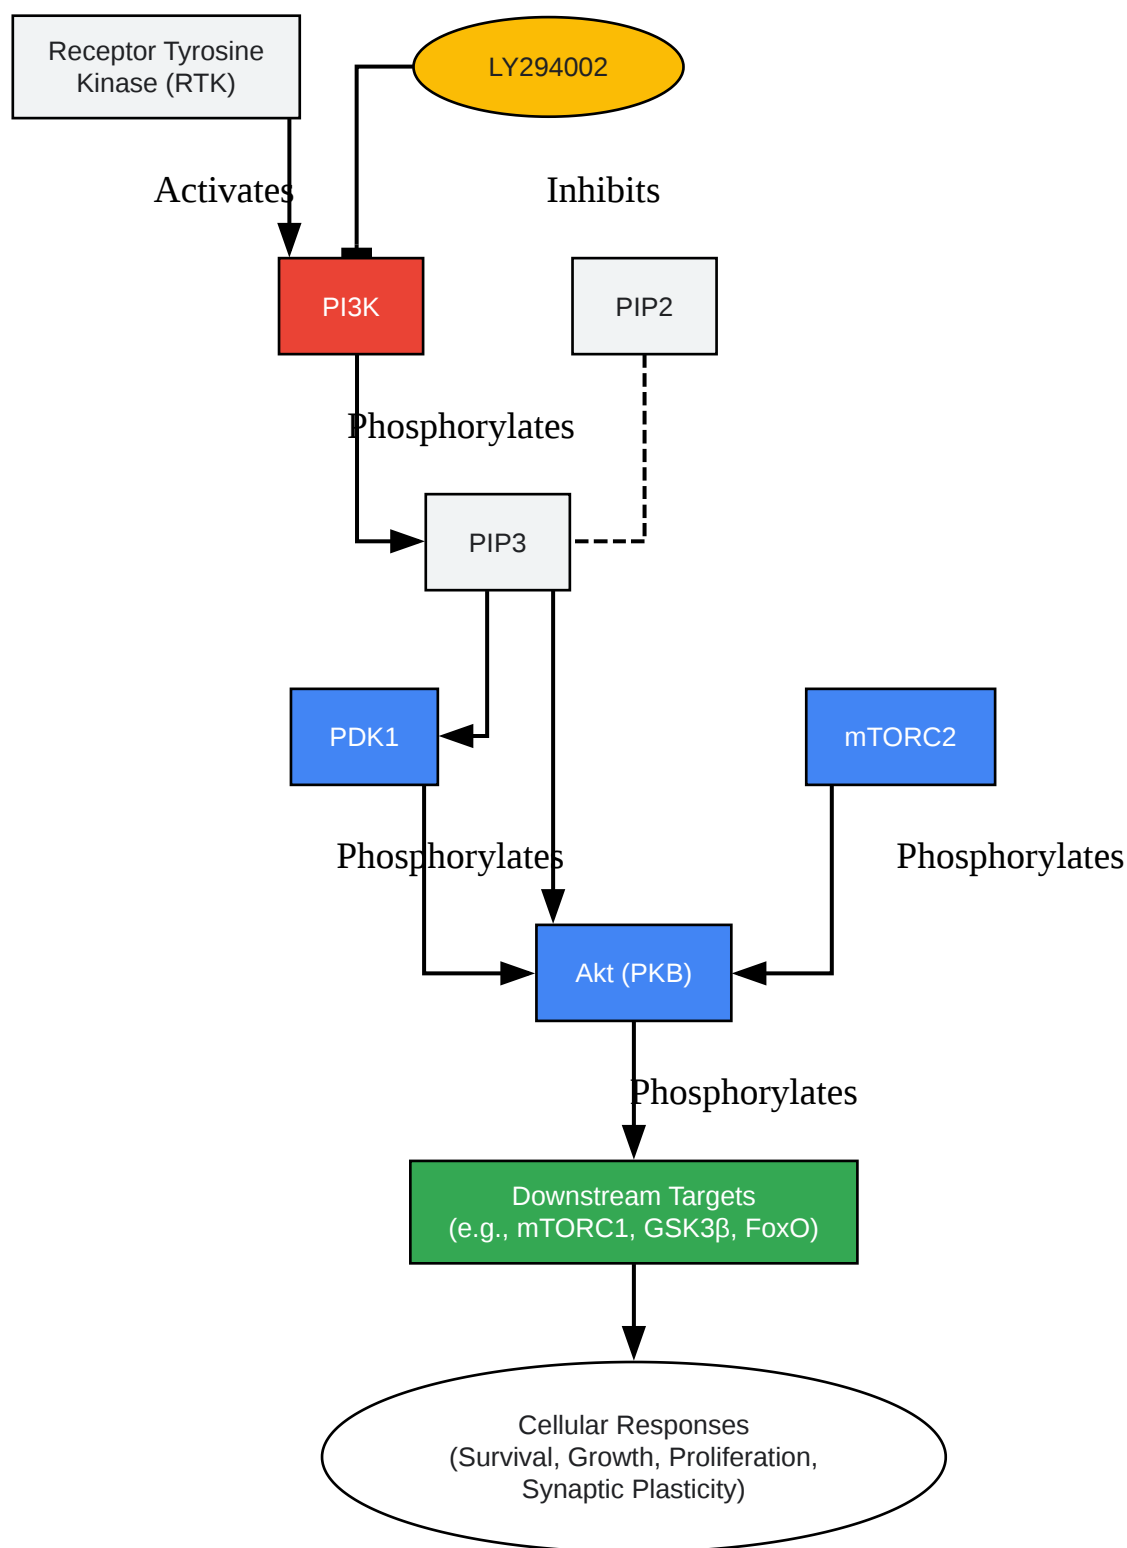 Receptor Tyrosine
Kinase (RTK)
LY294002
Activates
Inhibits
PI3K
PIP2
Phosphorylates
PIP3
PDK1
mTORC2
Phosphorylates
Phosphorylates
Akt (PKB)
Phosphorylates
Downstream Targets
(e.g., mTORC1, GSK3β, FoxO)
Cellular Responses
(Survival, Growth, Proliferation,
Synaptic Plasticity)